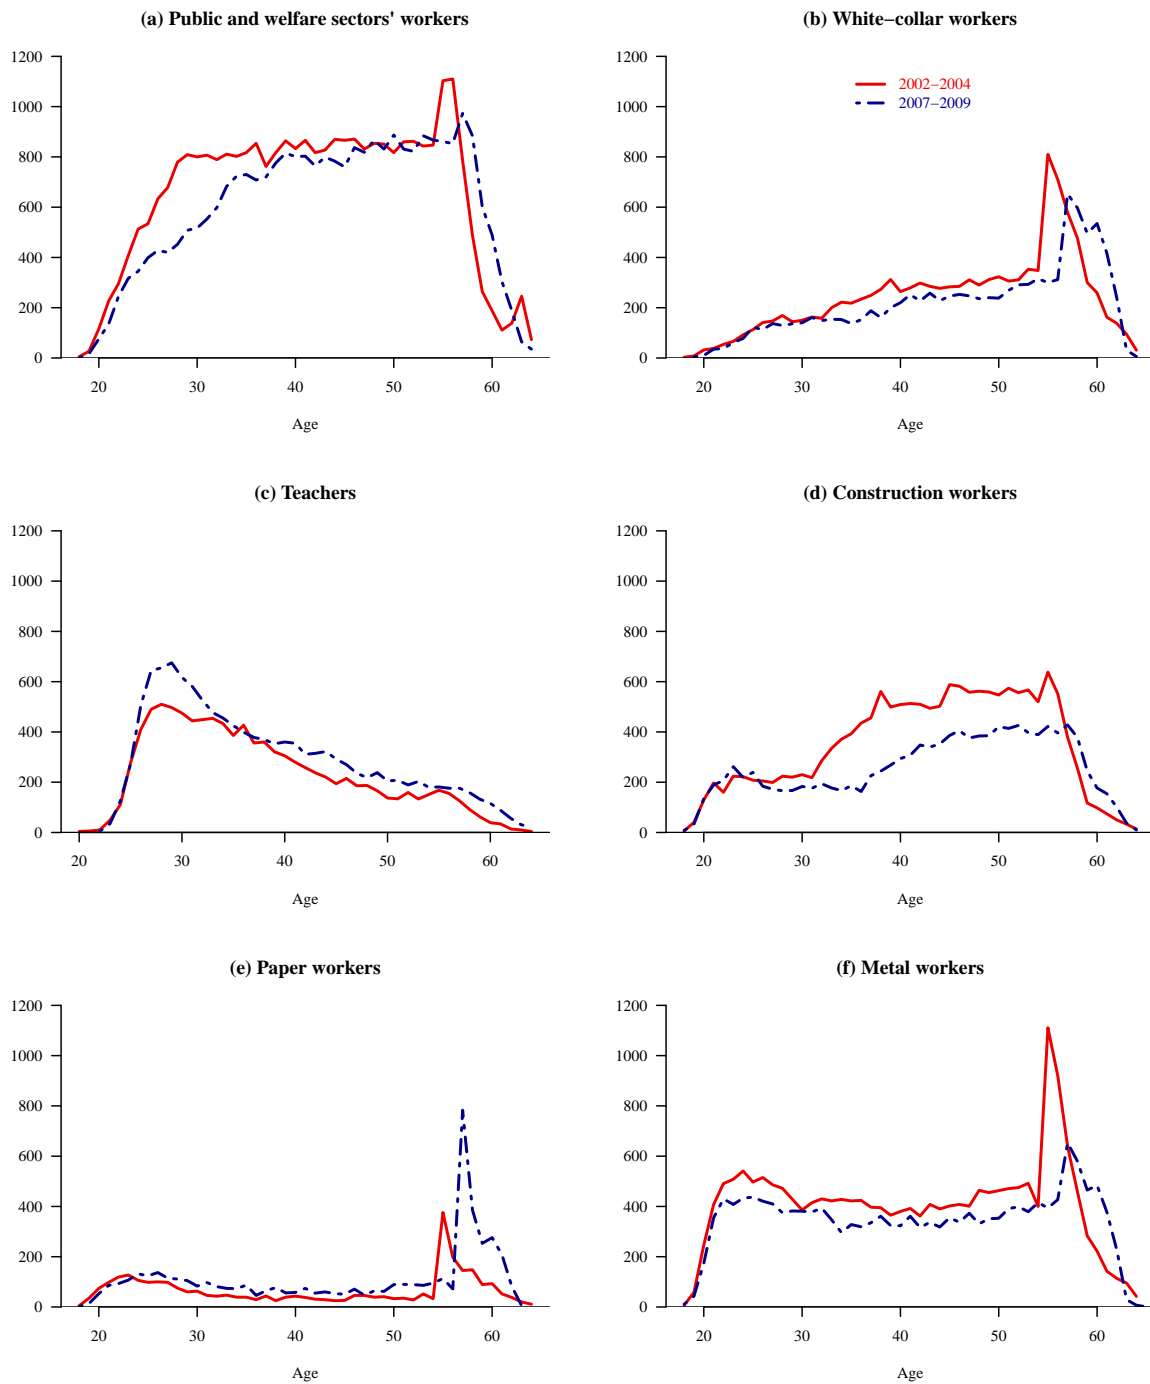 (a) Public and welfare sectors' workers
1200
1000
800
600
400
200
0
20 30 40 50 60
Age
(b) White−collar workers
2002−2004
2007−2009
1200
1000
800
600
400
200
0
20 30 40 50 60
Age
(c) Teachers
1200
1000
800
600
400
200
0
20 30 40 50 60
Age
(d) Construction workers
1200
1000
800
600
400
200
0
20 30 40 50 60
Age
(e) Paper workers
1200
1000
800
600
400
200
0
20 30 40 50 60
Age
(f) Metal workers
1200
1000
800
600
400
200
0
20 30 40 50 60
Age